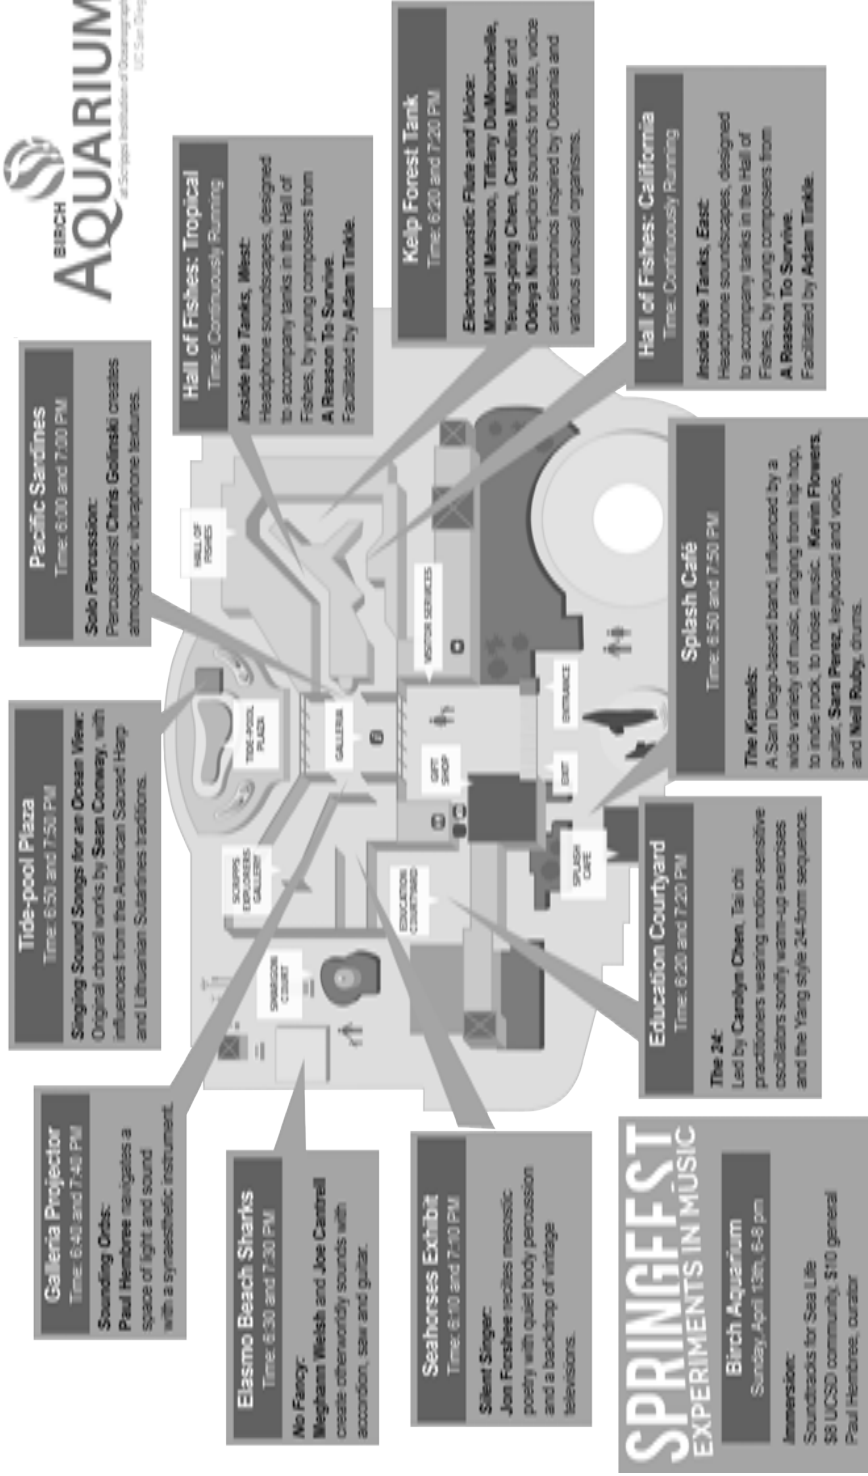 BIRCH
AQUARIUM
at Scripps Institution of Oceanography
UC San Diego
Galleria Projector
Time: 6:40 and 7:40 PM
Sounding Orbs:
Paul Hembree navigates a
space of light and sound
with a synaesthetic instrument.
Tide-pool Plaza
Time: 6:50 and 7:50 PM
Singing Sound Songs for an Ocean View:
Original choral works by Sean Conway, with
influences from the American Sacred Harp
and Lithuanian Sutartines traditions.
Pacific Sardines
Time: 6:00 and 7:00 PM
Solo Percussion:
Percussionist Chris Golinski creates
atmospheric vibraphone textures.
Hall of Fishes: Tropical
Time: Continuously Running
Inside the Tanks, West:
Headphone soundscapes, designed
to accompany tanks in the Hall of
Fishes, by young composers from
A Reason To Survive.
Facilitated by Adam Tinkle.
Kelp Forest Tank
Time: 6:20 and 7:20 PM
Electroacoustic Flute and Voice:
Michael Matsuno, Tiffany DuMouchelle,
Yeung-ping Chen, Caroline Miller and
Odeya Nini explore sounds for flute, voice
and electronics inspired by Oceania and
various unusual organisms.
Hall of Fishes: California
Time: Continuously Running
Inside the Tanks, East:
Headphone soundscapes, designed
to accompany tanks in the Hall of
Fishes, by young composers from
A Reason To Survive.
Facilitated by Adam Tinkle.
Elasmo Beach Sharks
Time: 6:30 and 7:30 PM
No Fancy:
Meghann Welsh and Joe Cantrell
create otherworldly sounds with
accordion, saw and guitar.
Seahorses Exhibit
Time: 6:10 and 7:10 PM
Silent Singer:
Jon Forshee recites mesostic
poetry with quiet body percussion
and a backdrop of vintage
televisions.
HALL OF
FISHES
TIDE-POOL
PLAZA
SCRIPPS
EXPLORERS
GALLERY
SHARGON
COURT
GALLERIA
VISITOR SERVICES
GIFT
SHOP
EDUCATION
COURTYARD
ENTRANCE
EXIT
SPLASH
CAFE
Education Courtyard
Time: 6:20 and 7:20 PM
The 24:
Led by Carolyn Chen, Tai chi
practitioners wearing motion-sensitive
oscillators sonify warm-up exercises
and the Yang style 24-form sequence.
Splash Café
Time: 6:50 and 7:50 PM
The Kernels:
A San Diego-based band, influenced by a
wide variety of music, ranging from hip hop,
to indie rock, to noise music. Kevin Flowers,
guitar, Sara Perez, keyboard and voice,
and Neil Ruby, drums.
SPRINGFEST
EXPERIMENTS IN MUSIC
Birch Aquarium
Sunday, April 13th, 6-8 pm
Immersion:
Soundtracks for Sea Life
$8 UCSD community, $10 general
Paul Hembree, curator